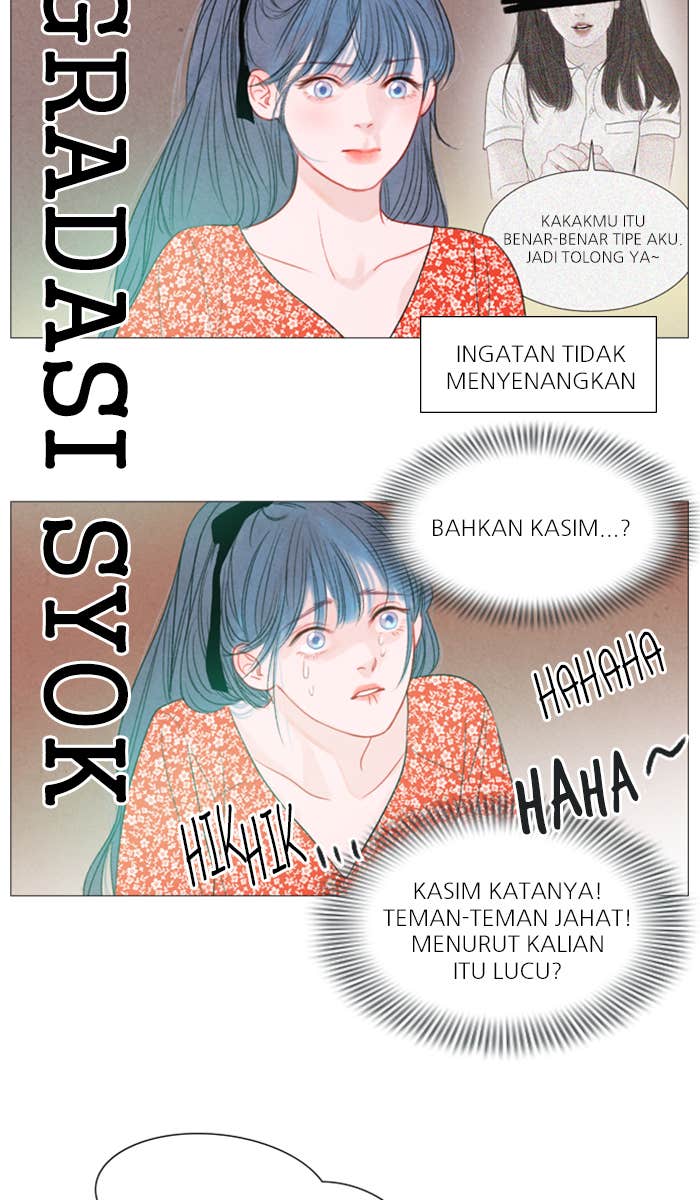 GRADASI SYOK
KAKAKMU ITU
BENAR-BENAR TIPE AKU.
JADI TOLONG YA~
INGATAN TIDAK
MENYENANGKAN
BAHKAN KASIM...?
HAHAHA
HAHA~
HIKHIK...
KASIM KATANYA!
TEMAN-TEMAN JAHAT!
MENURUT KALIAN
ITU LUCU?